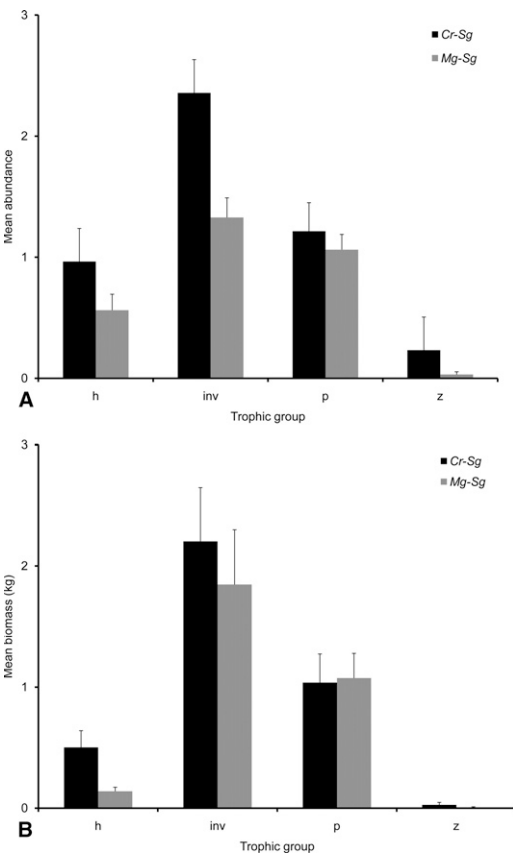 3
Cr-Sg
Mg-Sg
2
Mean abundance
1
0
h inv p z
A
Trophic group
3
Cr-Sg
Mg-Sg
2
Mean biomass (kg)
1
0
h inv p z
B
Trophic group